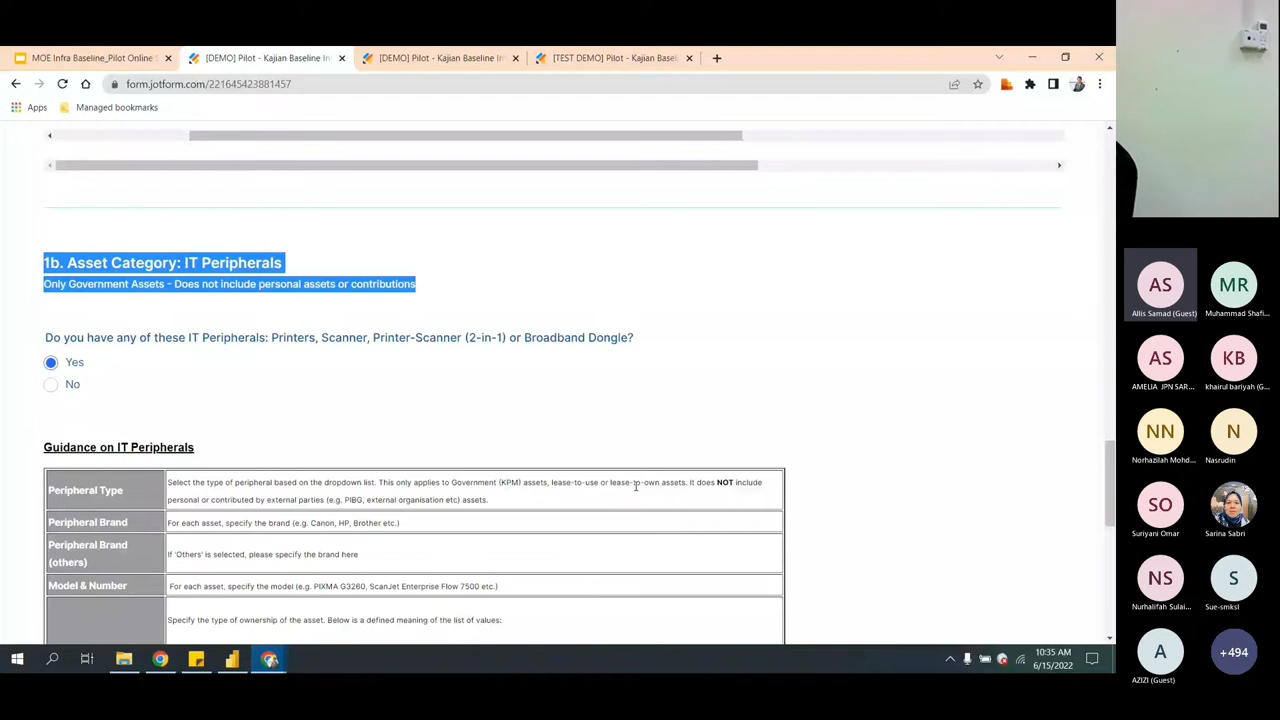 MOE Infra Baseline_Pilot Online
[DEMO] Pilot - Kajian Baseline In
[DEMO] Pilot - Kajian Baseline In
[TEST DEMO] Pilot - Kajian Basel
form.jotform.com/221645423881457
Apps
Managed bookmarks
1b. Asset Category: IT Peripherals
Only Government Assets - Does not include personal assets or contributions
Do you have any of these IT Peripherals: Printers, Scanner, Printer-Scanner (2-in-1) or Broadband Dongle?
Yes
No
Guidance on IT Peripherals
Peripheral Type
Select the type of peripheral based on the dropdown list. This only applies to Government (KPM) assets, lease-to-use or lease-to-own assets. It does NOT include
personal or contributed by external parties (e.g. PIBG, external organisation etc) assets.
Peripheral Brand
For each asset, specify the brand (e.g. Canon, HP, Brother etc.)
Peripheral Brand
(others)
If 'Others' is selected, please specify the brand here
Model & Number
For each asset, specify the model (e.g. PIXMA G3260, ScanJet Enterprise Flow 7500 etc.)
Specify the type of ownership of the asset. Below is a defined meaning of the list of values:
10:35 AM
6/15/2022
AS
Allis Samad (Guest)
MR
Muhammad Shafi...
AS
AMELIA JPN SAR...
KB
khairul bariyah (G...
NN
Norhazilah Mohd...
N
Nasrudin
SO
Suriyani Omar
Sarina Sabri
NS
Nurhalifah Sulai...
S
Sue-smksl
A
AZIZI (Guest)
+494